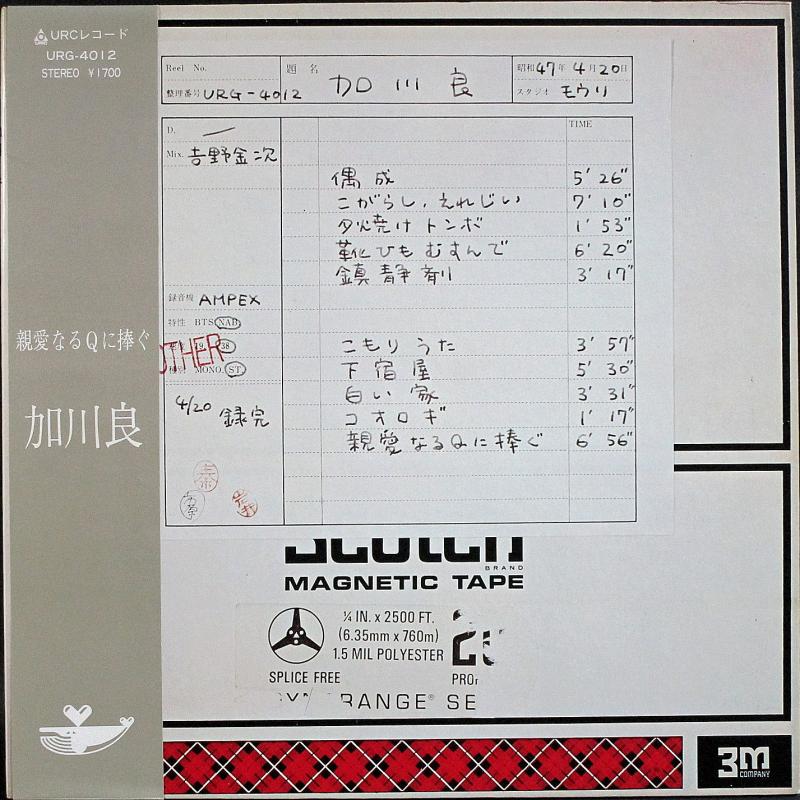 URCレコード
URG-4012
STEREO ¥1700
親愛なるQに捧ぐ
加川良
Reel No.
整理番号 URG-4012
題名 加川良
昭和47年4月20日
スタジオ モウリ
D. —
Mix. 吉野金次
TIME
偶成 5' 26"
こがらし、えれじい 7' 10"
夕焼けトンボ 1' 53"
靴ひもむすんで 6' 20"
鎮静剤 3' 17"
録音機 AMPEX
特性 BTS NAB
19. 38
MONO. ST.
OTHER
こもりうた 3' 57"
下宿屋 5' 30"
白い家 3' 31"
コオロギ 1' 17"
親愛なるQに捧ぐ 6' 56"
4/20 録完
Scotch
BRAND
MAGNETIC TAPE
¼ IN. x 2500 FT.
(6.35mm x 760m)
1.5 MIL POLYESTER
SPLICE FREE
RANGE® SE
3M
COMPANY